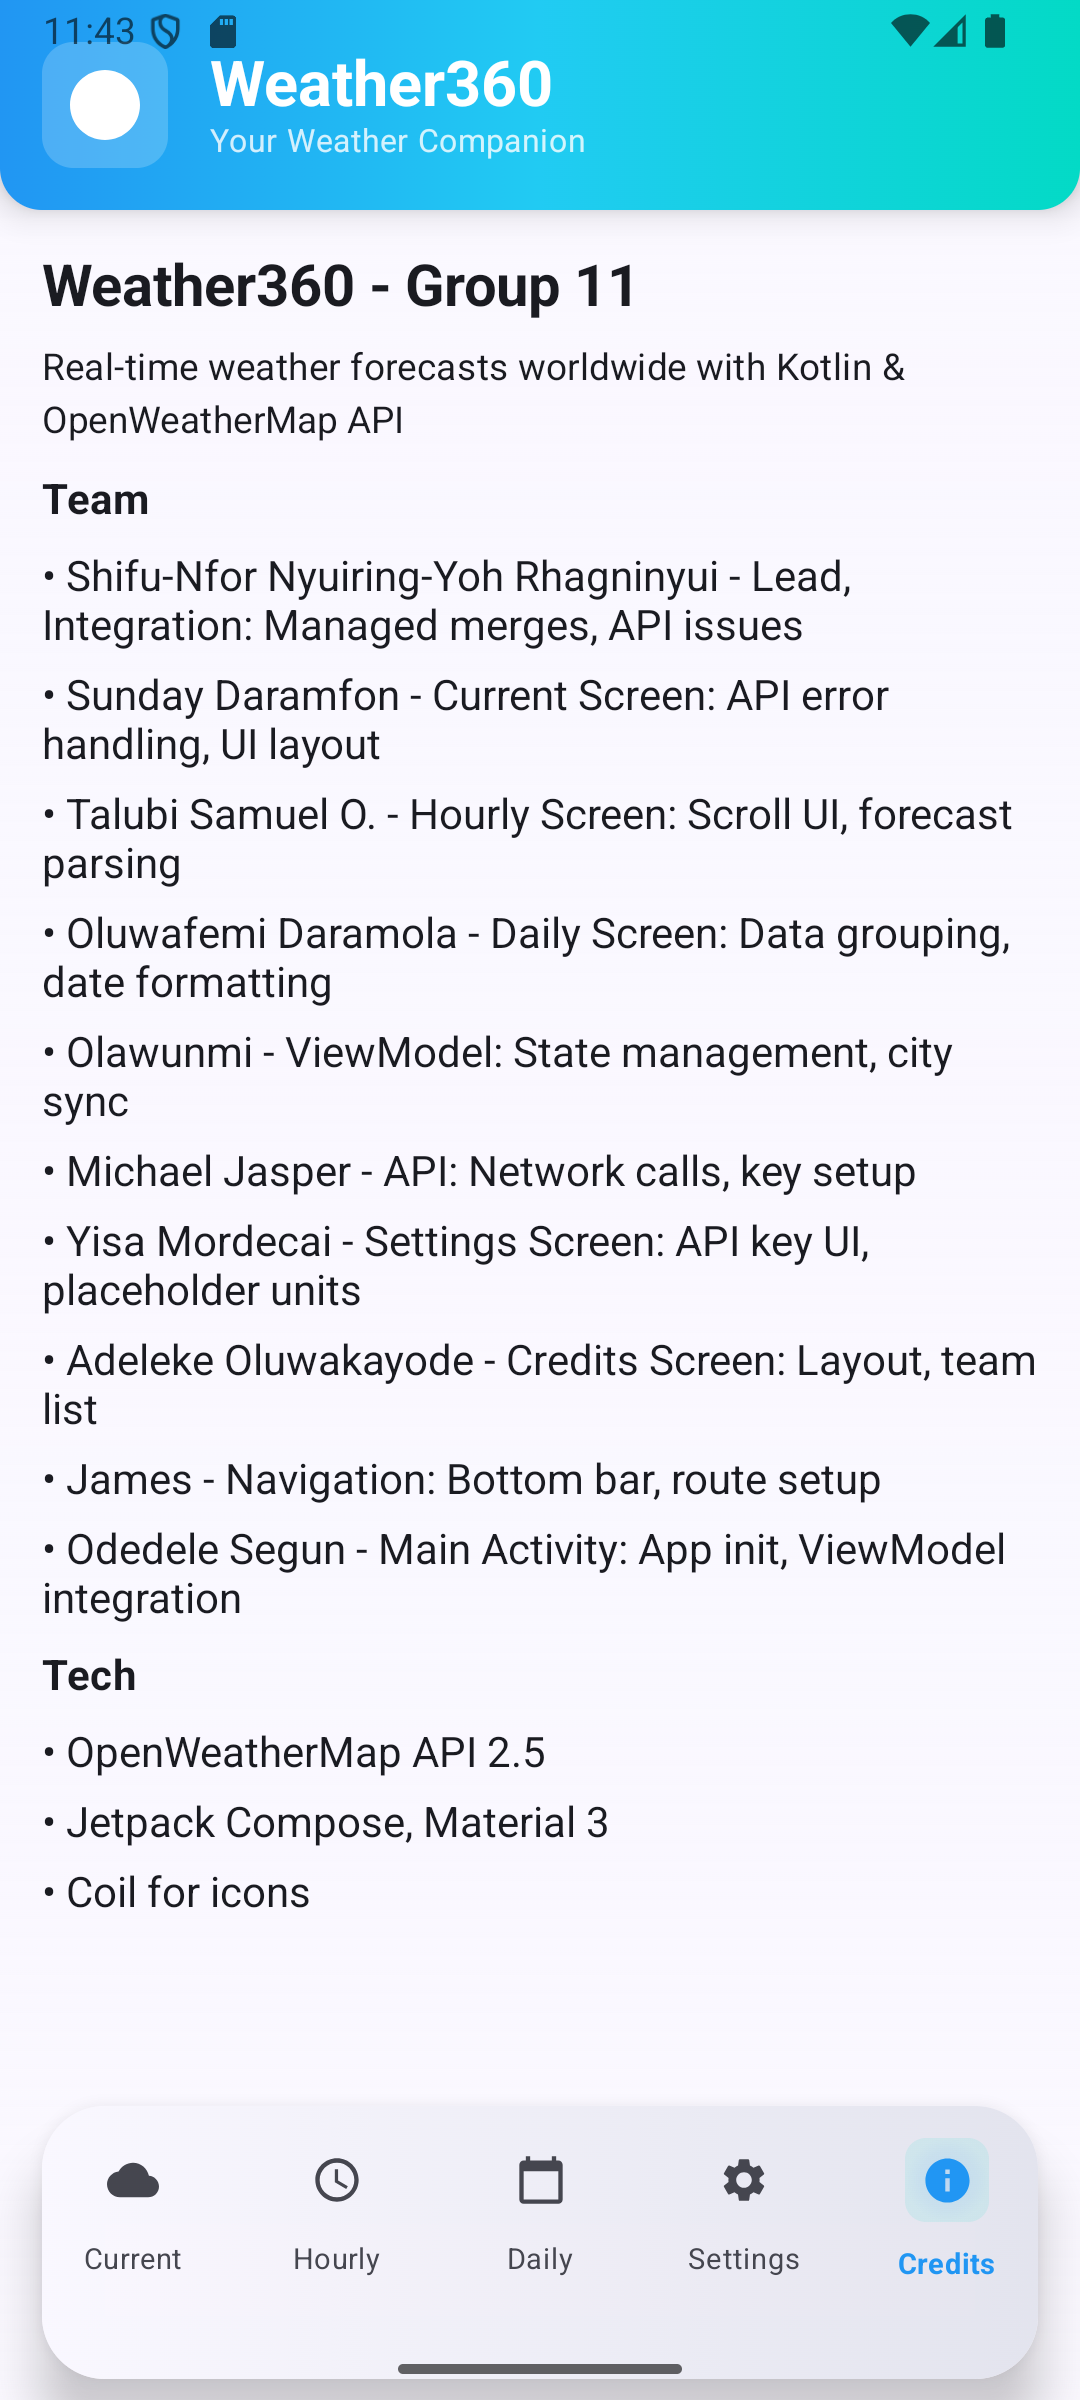 11:43
Weather360
Your Weather Companion
Weather360 - Group 11
Real-time weather forecasts worldwide with Kotlin &
OpenWeatherMap API
Team
• Shifu-Nfor Nyuiring-Yoh Rhagninyui - Lead,
Integration: Managed merges, API issues
• Sunday Daramfon - Current Screen: API error
handling, UI layout
• Talubi Samuel O. - Hourly Screen: Scroll UI, forecast
parsing
• Oluwafemi Daramola - Daily Screen: Data grouping,
date formatting
• Olawunmi - ViewModel: State management, city
sync
• Michael Jasper - API: Network calls, key setup
• Yisa Mordecai - Settings Screen: API key UI,
placeholder units
• Adeleke Oluwakayode - Credits Screen: Layout, team
list
• James - Navigation: Bottom bar, route setup
• Odedele Segun - Main Activity: App init, ViewModel
integration
Tech
• OpenWeatherMap API 2.5
• Jetpack Compose, Material 3
• Coil for icons
Current
Hourly
Daily
Settings
Credits